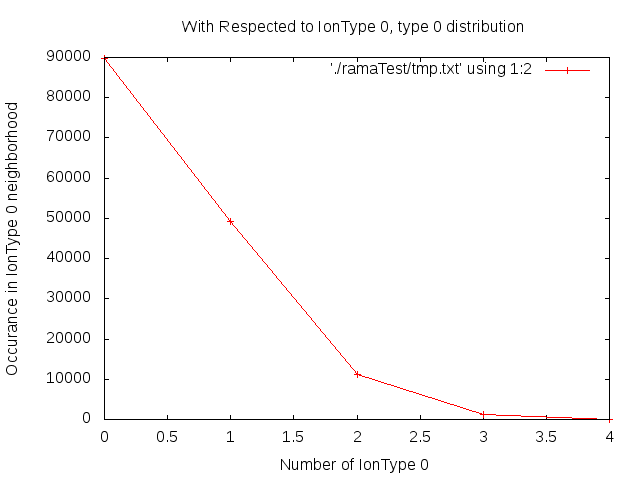 With Respected to IonType 0, type 0 distribution
'./ramaTest/tmp.txt' using 1:2
Occurance in IonType 0 neighborhood
90000
80000
70000
60000
50000
40000
30000
20000
10000
0
0 0.5 1 1.5 2 2.5 3 3.5 4
Number of IonType 0